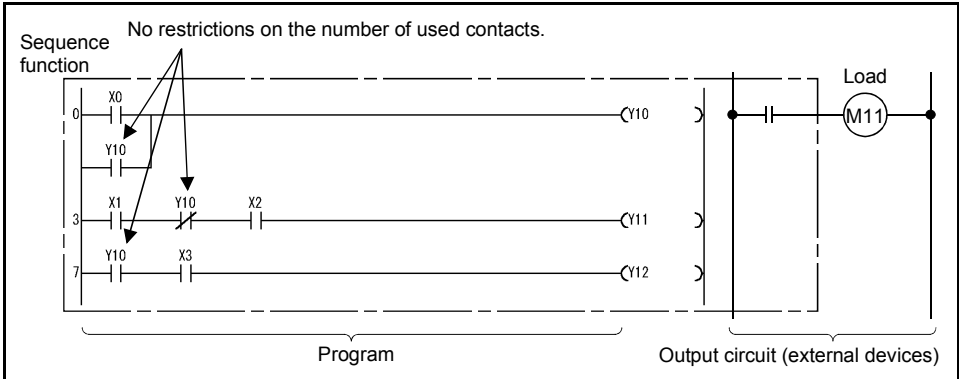 No restrictions on the number of used contacts.
Sequence
function
Load
X0
0
Y10
M11
Y10
X1
Y10
X2
3
Y11
Y10
X3
7
Y12
Program
Output circuit (external devices)